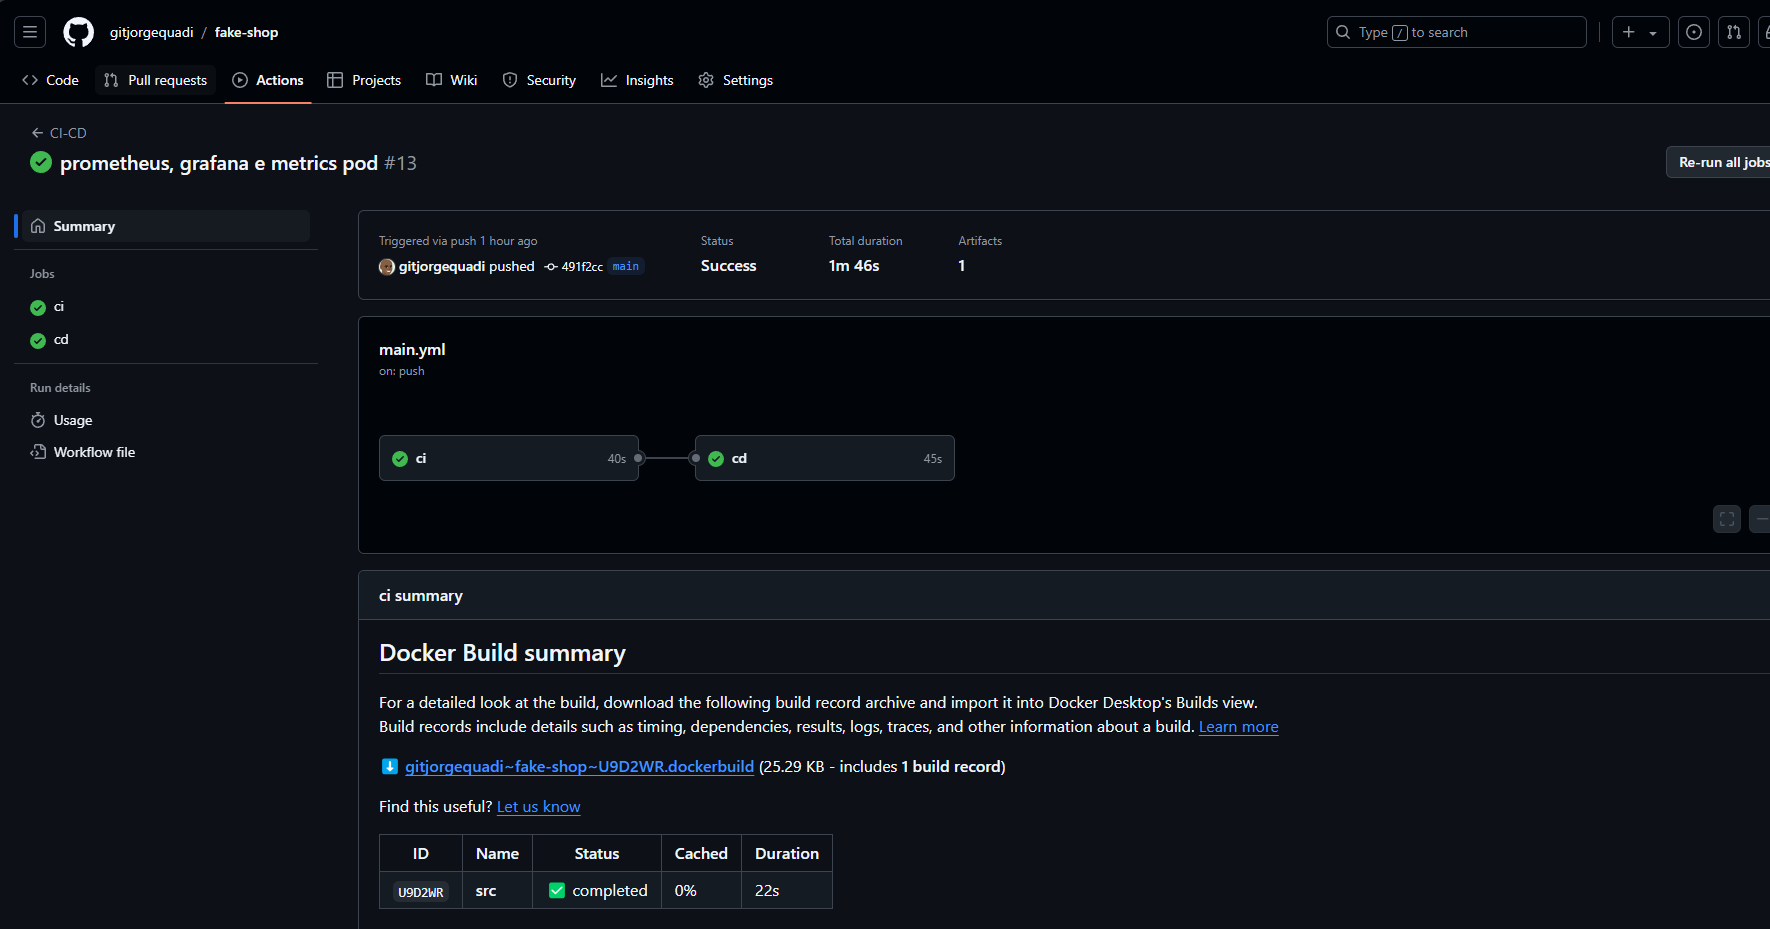 gitjorgequadi / fake-shop
Type / to search
Code
Pull requests
Actions
Projects
Wiki
Security
Insights
Settings
CI-CD
prometheus, grafana e metrics pod #13
Re-run all jobs
Summary
Jobs
ci
cd
Run details
Usage
Workflow file
Triggered via push 1 hour ago
gitjorgequadi pushed 491f2cc main
Status
Success
Total duration
1m 46s
Artifacts
1
main.yml
on: push
ci 40s
cd 45s
ci summary
Docker Build summary
For a detailed look at the build, download the following build record archive and import it into Docker Desktop's Builds view.
Build records include details such as timing, dependencies, results, logs, traces, and other information about a build. Learn more
gitjorgequadi~fake-shop~U9D2WR.dockerbuild (25.29 KB - includes 1 build record)
Find this useful? Let us know
ID Name Status Cached Duration
U9D2WR src completed 0% 22s